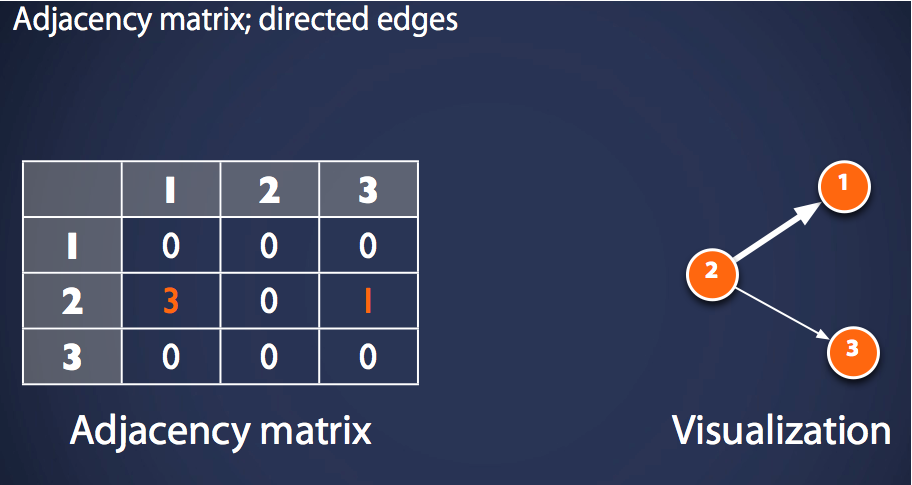 Adjacency matrix; directed edges
1 2 3
1 0 0 0
2 3 0 1
3 0 0 0
1
2
3
Adjacency matrix
Visualization